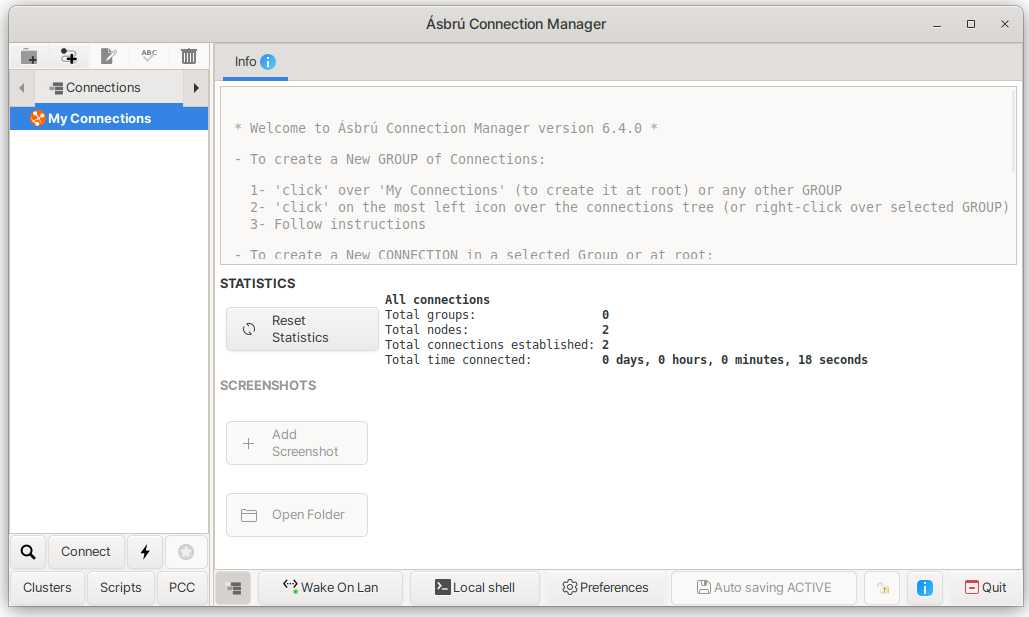 Ásbrú Connection Manager
ABC
Connections
My Connections
Info
* Welcome to Ásbrú Connection Manager version 6.4.0 *
- To create a New GROUP of Connections:
1- 'click' over 'My Connections' (to create it at root) or any other GROUP
2- 'click' on the most left icon over the connections tree (or right-click over selected GROUP)
3- Follow instructions
- To create a New CONNECTION in a selected Group or at root:
STATISTICS
Reset
Statistics
All connections
Total groups: 0
Total nodes: 2
Total connections established: 2
Total time connected: 0 days, 0 hours, 0 minutes, 18 seconds
SCREENSHOTS
Add
Screenshot
Open Folder
Connect
Clusters
Scripts
PCC
Wake On Lan
Local shell
Preferences
Auto saving ACTIVE
Quit